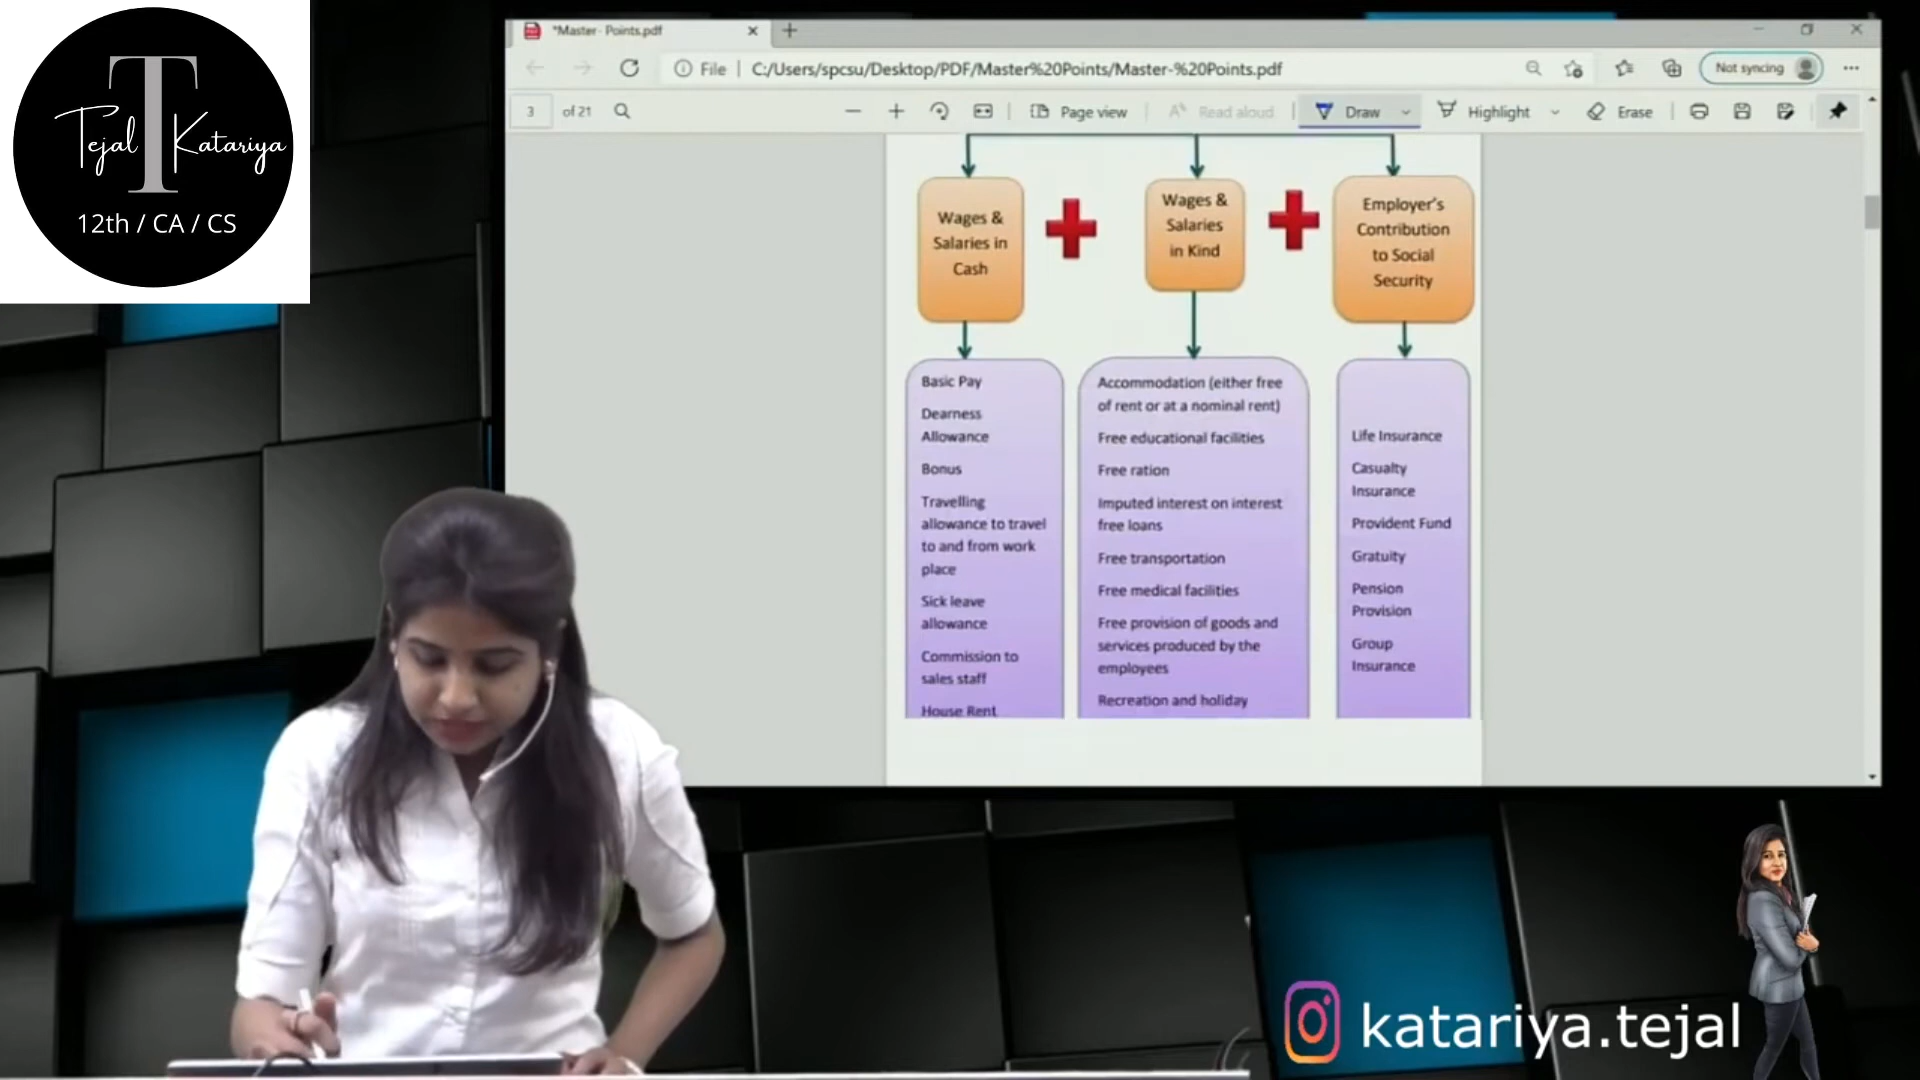 Tejal T Katariya
12th / CA / CS
*Master- Points.pdf
File | C:/Users/spcsu/Desktop/PDF/Master%20Points/Master-%20Points.pdf
Not syncing
3 of 21
Page view
Read aloud
Draw
Highlight
Erase
Wages &
Salaries in
Cash
Wages &
Salaries
in Kind
Employer's
Contribution
to Social
Security
Basic Pay
Dearness
Allowance
Bonus
Travelling
allowance to travel
to and from work
place
Sick leave
allowance
Commission to
sales staff
House Rent
Accommodation (either free
of rent or at a nominal rent)
Free educational facilities
Free ration
Imputed interest on interest
free loans
Free transportation
Free medical facilities
Free provision of goods and
services produced by the
employees
Recreation and holiday
Life Insurance
Casualty
Insurance
Provident Fund
Gratuity
Pension
Provision
Group
Insurance
katariya.tejal